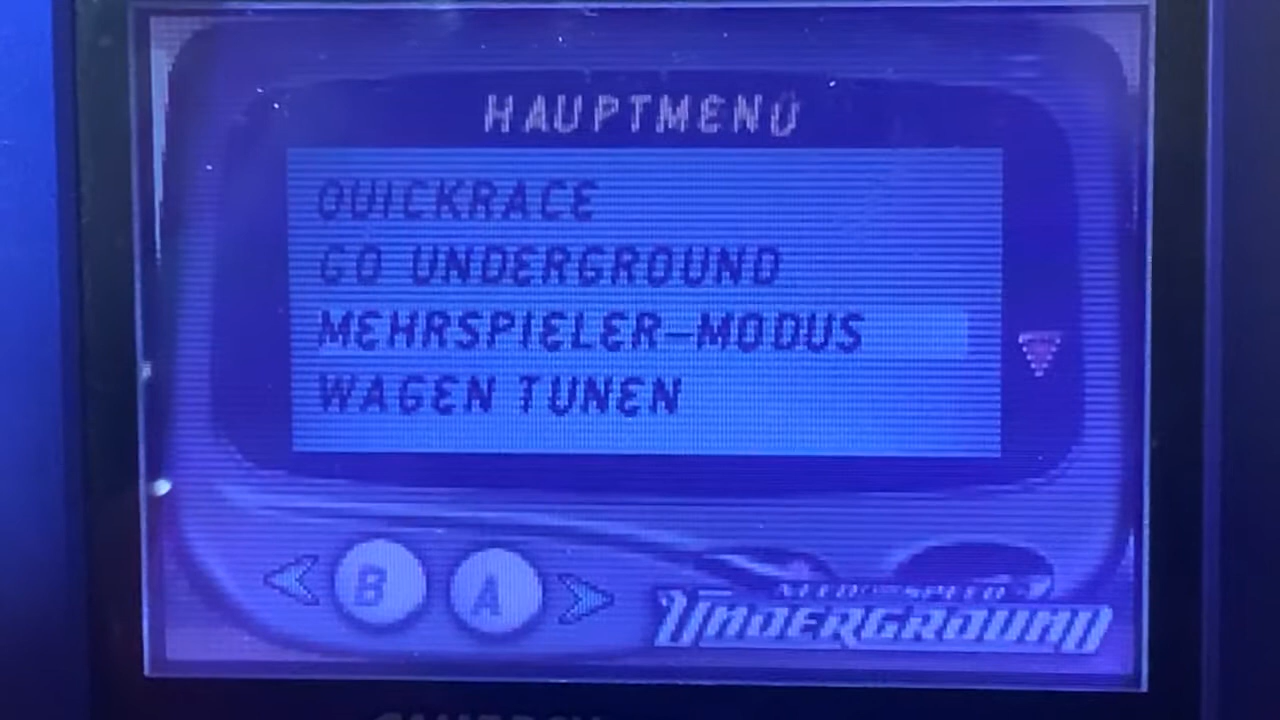 HAUPTMENÜ
QUICKRACE
GO UNDERGROUND
MEHRSPIELER-MODUS
WAGEN TUNEN
B A
NEED FOR SPEED
UNDERGROUND